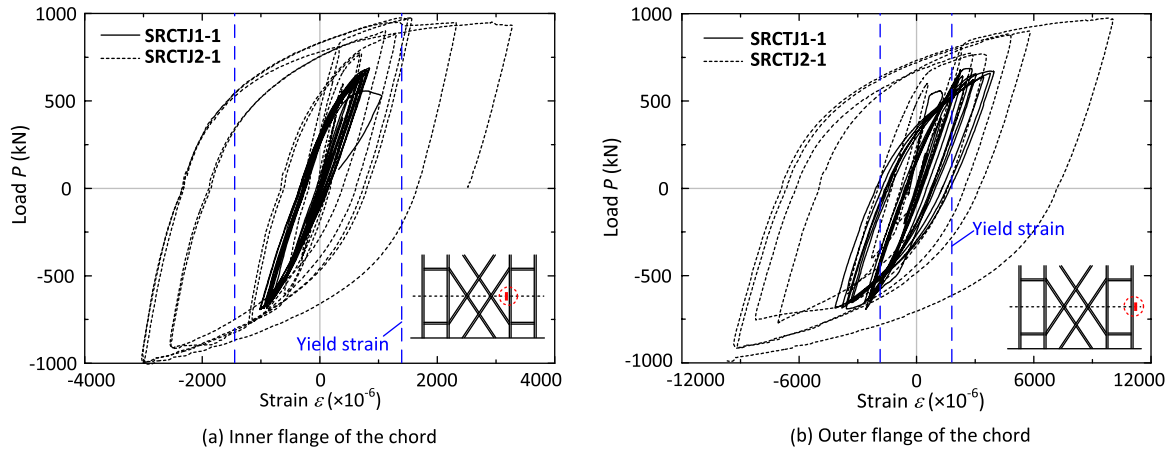 SRCTJ1-1
SRCTJ2-1
1000
500
0
-500
-1000
Load P (kN)
Yield strain
-4000 -2000 0 2000 4000
Strain ε (×10⁻⁶)
(a) Inner flange of the chord
SRCTJ1-1
SRCTJ2-1
1000
500
0
-500
-1000
Load P (kN)
Yield strain
-12000 -6000 0 6000 12000
Strain ε (×10⁻⁶)
(b) Outer flange of the chord